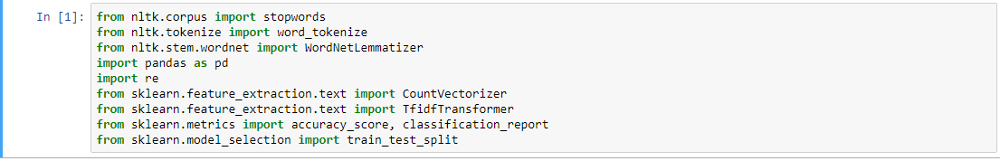 In [1]: from nltk.corpus import stopwords
from nltk.tokenize import word_tokenize
from nltk.stem.wordnet import WordNetLemmatizer
import pandas as pd
import re
from sklearn.feature_extraction.text import CountVectorizer
from sklearn.feature_extraction.text import TfidfTransformer
from sklearn.metrics import accuracy_score, classification_report
from sklearn.model_selection import train_test_split